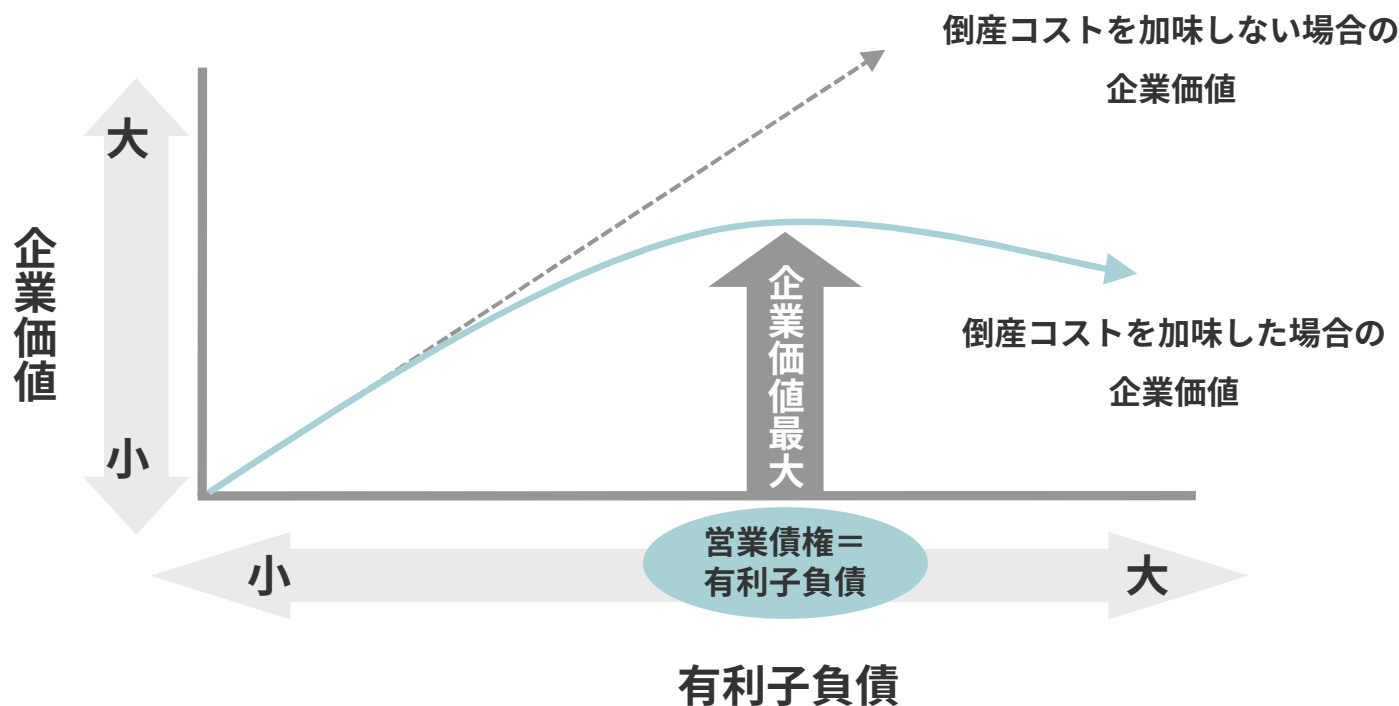 倒産コストを加味しない場合の
企業価値
大
企業価値
小
企業価値最大
倒産コストを加味した場合の
企業価値
営業債権＝
有利子負債
小
大
有利子負債